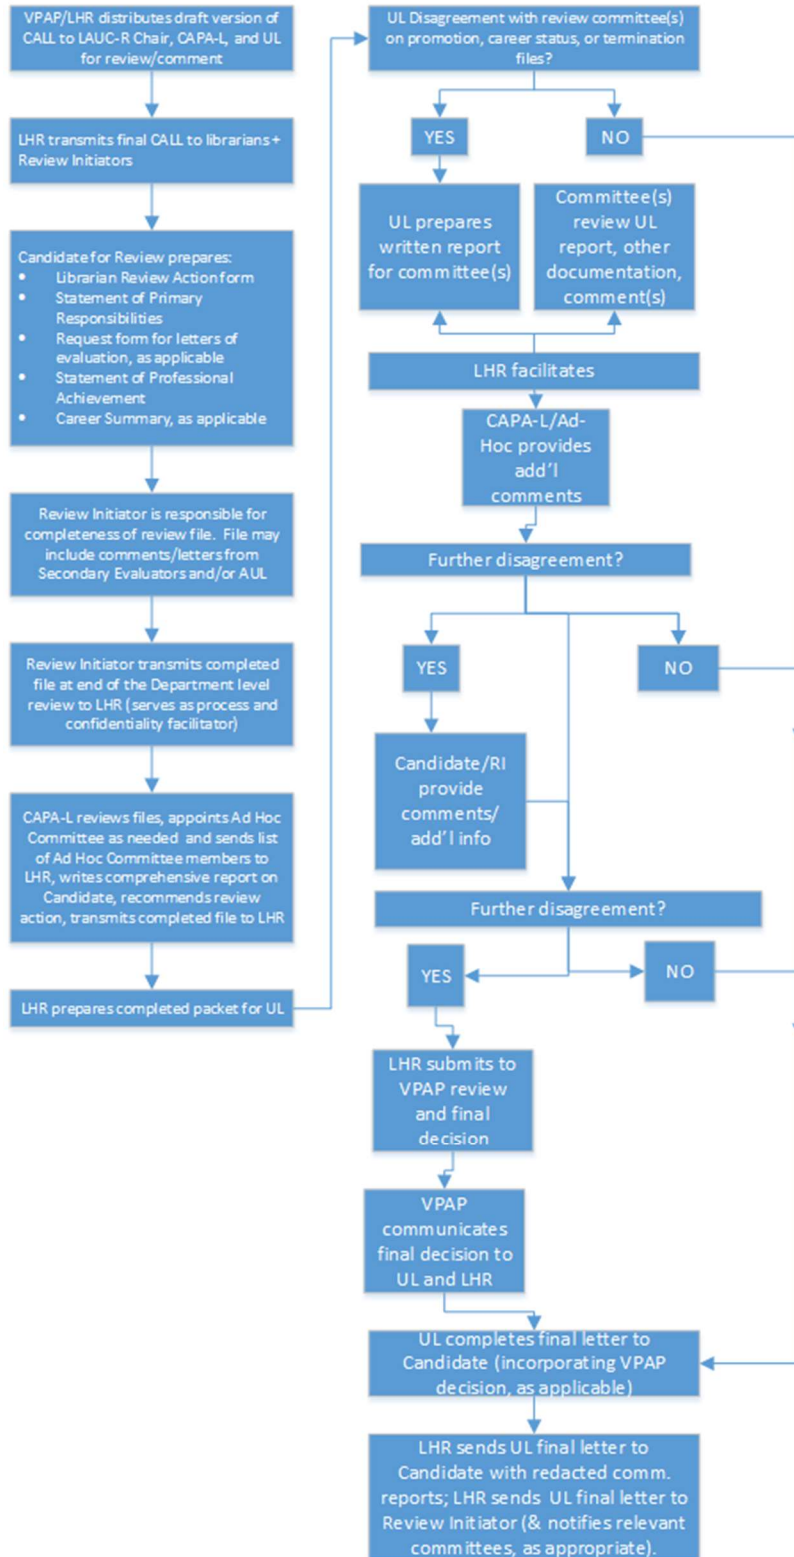 VPAP/LHR distributes draft version of
CALL to LAUC-R Chair, CAPA-L, and UL
for review/comment
LHR transmits final CALL to librarians +
Review Initiators
Candidate for Review prepares:
• Librarian Review Action form
• Statement of Primary
Responsibilities
• Request form for letters of
evaluation, as applicable
• Statement of Professional
Achievement
• Career Summary, as applicable
Review Initiator is responsible for
completeness of review file. File may
include comments/letters from
Secondary Evaluators and/or AUL
Review Initiator transmits completed
file at end of the Department level
review to LHR (serves as process and
confidentiality facilitator)
CAPA-L reviews files, appoints Ad Hoc
Committee as needed and sends list
of Ad Hoc Committee members to
LHR, writes comprehensive report on
Candidate, recommends review
action, transmits completed file to LHR
LHR prepares completed packet for UL
UL Disagreement with review committee(s)
on promotion, career status, or termination
files?
YES
NO
UL prepares
written report
for committee(s)
Committee(s)
review UL
report, other
documentation,
comment(s)
LHR facilitates
CAPA-L/Ad-
Hoc provides
add'l
comments
Further disagreement?
YES
NO
Candidate/RI
provide
comments/
add'l info
Further disagreement?
YES
NO
LHR submits to
VPAP review
and final
decision
VPAP
communicates
final decision to
UL and LHR
UL completes final letter to
Candidate (incorporating VPAP
decision, as applicable)
LHR sends UL final letter to
Candidate with redacted comm.
reports; LHR sends UL final letter to
Review Initiator (& notifies relevant
committees, as appropriate).